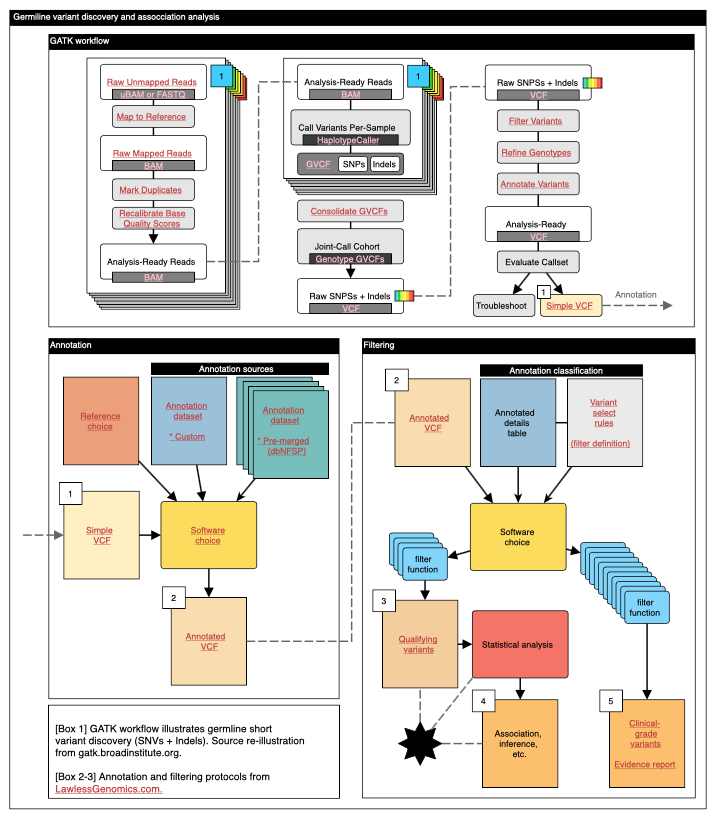 Germiline variant discovery and assocciation analysis
GATK workflow
Raw Unmapped Reads
uBAM or FASTQ
1
Map to Reference
Raw Mapped Reads
BAM
Mark Duplicates
Recalibrate Base
Quality Scores
Analysis-Ready Reads
BAM
Analysis-Ready Reads
BAM
1
Call Variants Per-Sample
HaplotypeCaller
GVCF
SNPs
Indels
Consolidate GVCFs
Joint-Call Cohort
Genotype GVCFs
Raw SNPSs + Indels
VCF
Raw SNPSs + Indels
VCF
Filter Variants
Refine Genotypes
Annotate Variants
Analysis-Ready
VCF
Evaluate Callset
Troubleshoot
1
Simple VCF
Annotation
Annotation
Annotation sources
Reference
choice
Annotation
dataset
* Custom
Annotation
dataset
* Pre-merged
(dbNFSP)
1
Simple
VCF
Software
choice
2
Annotated
VCF
Filtering
Annotation classification
2
Annotated
VCF
Annotated
details
table
Variant
select
rules
(filter definition)
Software
choice
filter
function
filter
function
3
Qualifying
variants
Statistical analysis
4
Association,
inference,
etc.
5
Clinical-
grade
variants
Evidence report
[Box 1] GATK workflow illustrates germline short
variant discovery (SNVs + Indels). Source re-illustration
from gatk.broadinstitute.org.
[Box 2-3] Annotation and filtering protocols from
LawlessGenomics.com.